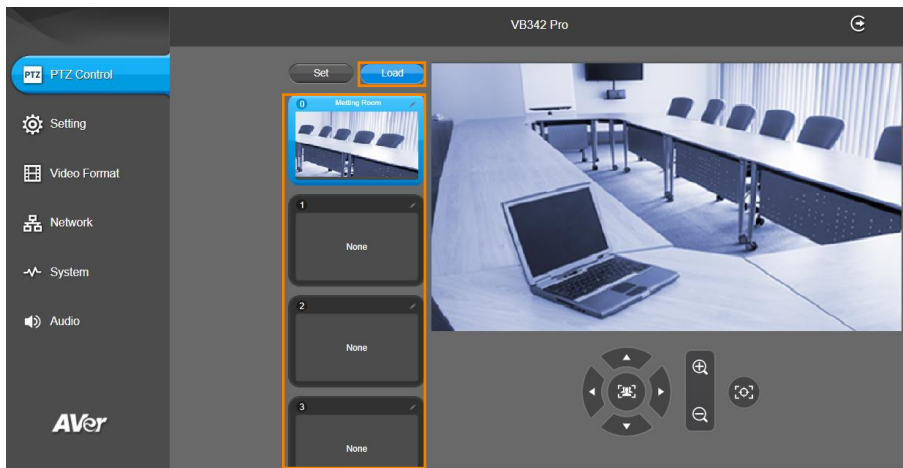 VB342 Pro
PTZ PTZ Control
Setting
Video Format
Network
System
Audio
AVer
Set Load
0 Metting Room
1
None
2
None
3
None